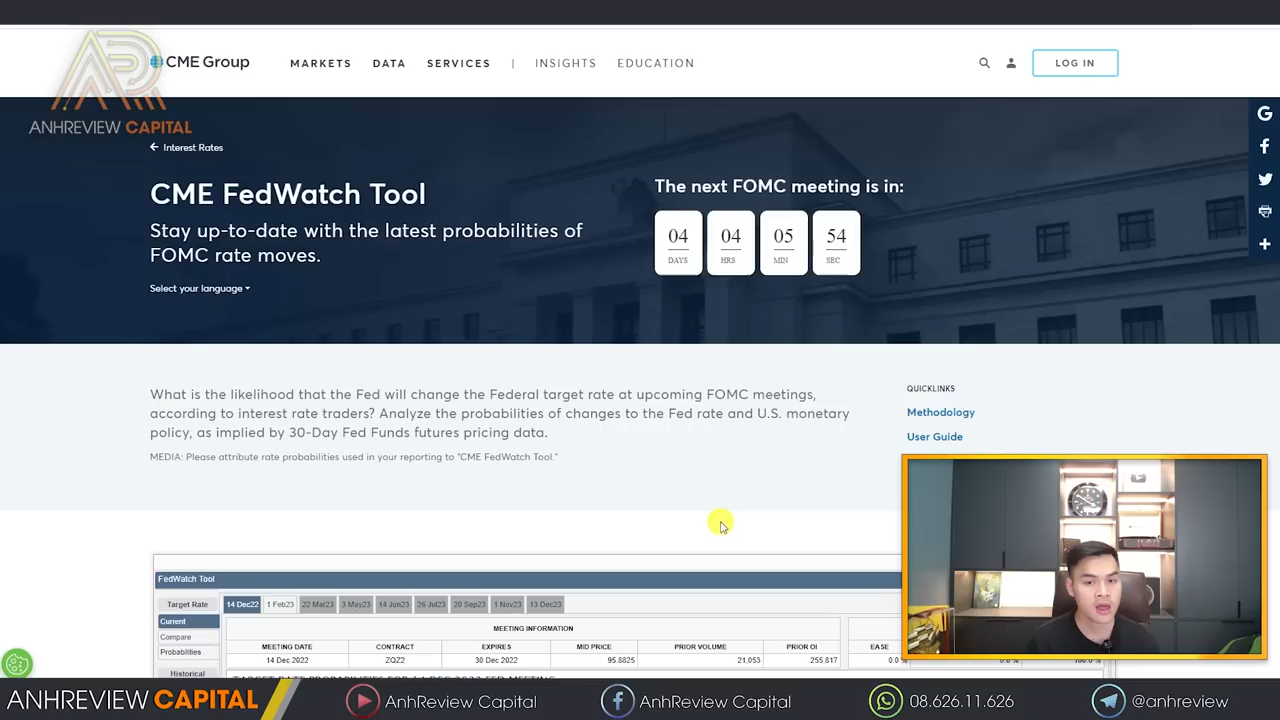 CME Group
MARKETS DATA SERVICES | INSIGHTS EDUCATION
LOG IN
ANHREVIEW CAPITAL
Interest Rates
CME FedWatch Tool
Stay up-to-date with the latest probabilities of
FOMC rate moves.
Select your language
The next FOMC meeting is in:
04 04 05 54
DAYS HRS MIN SEC
What is the likelihood that the Fed will change the Federal target rate at upcoming FOMC meetings,
according to interest rate traders? Analyze the probabilities of changes to the Fed rate and U.S. monetary
policy, as implied by 30-Day Fed Funds futures pricing data.
MEDIA: Please attribute rate probabilities used in your reporting to "CME FedWatch Tool."
QUICKLINKS
Methodology
User Guide
FedWatch Tool
Target Rate
14 Dec22 1 Feb23 22 Mar23 3 May23 14 Jun23 26 Jul23 20 Sep23 1 Nov23 13 Dec23
Current
Compare
Probabilities
Historical
MEETING INFORMATION
MEETING DATE CONTRACT EXPIRES MID PRICE PRIOR VOLUME PRIOR OI EASE
14 Dec 2022 ZQZ2 30 Dec 2022 95.8825 21,053 255,817 0.0 %
ANHREVIEW CAPITAL
AnhReview Capital
AnhReview Capital
08.626.11.626
@anhreview